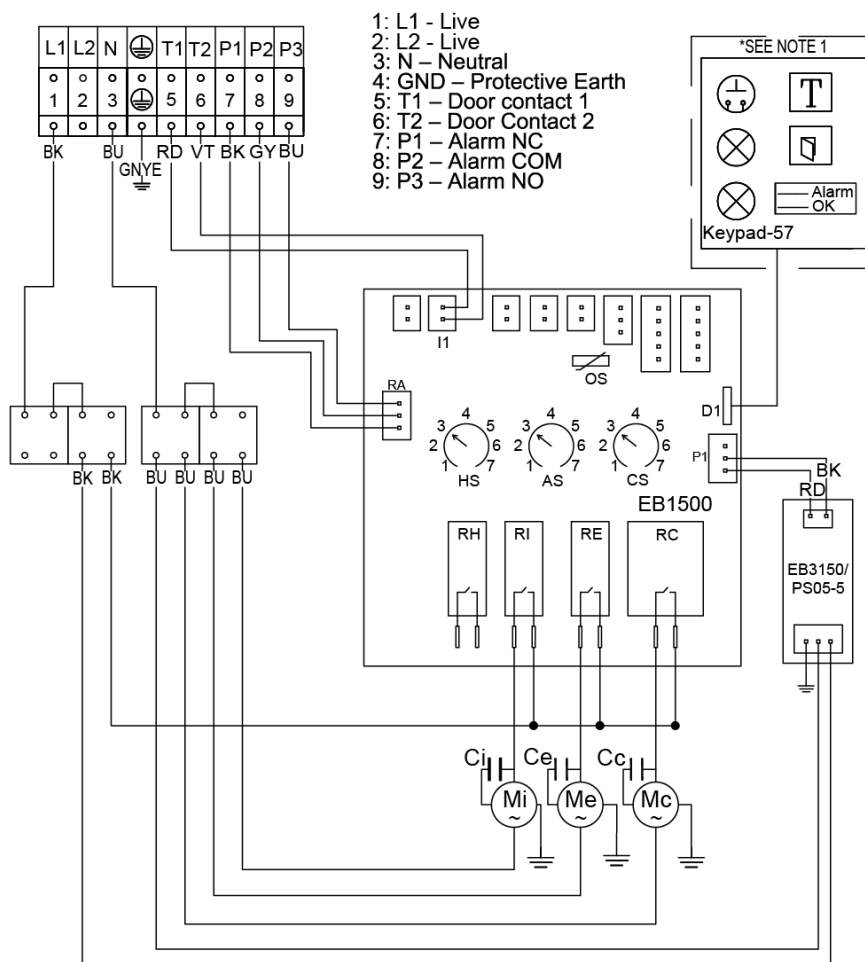 L1 L2 N T1 T2 P1 P2 P3
1 2 3 5 6 7 8 9
BK BU GNYE RD VT BK GY BU
1: L1 - Live
2: L2 - Live
3: N – Neutral
4: GND – Protective Earth
5: T1 – Door contact 1
6: T2 – Door Contact 2
7: P1 – Alarm NC
8: P2 – Alarm COM
9: P3 – Alarm NO
*SEE NOTE 1
T
Alarm
OK
Keypad-57
I1
OS
RA
D1
1 2 3 4 5 6 7
HS
1 2 3 4 5 6 7
AS
1 2 3 4 5 6 7
CS
P1
BK
RD
EB1500
BK BK BU BU BU BU
RH RI RE RC
EB3150/
PS05-5
Ci Ce Cc
Mi
~
Me
~
Mc
~